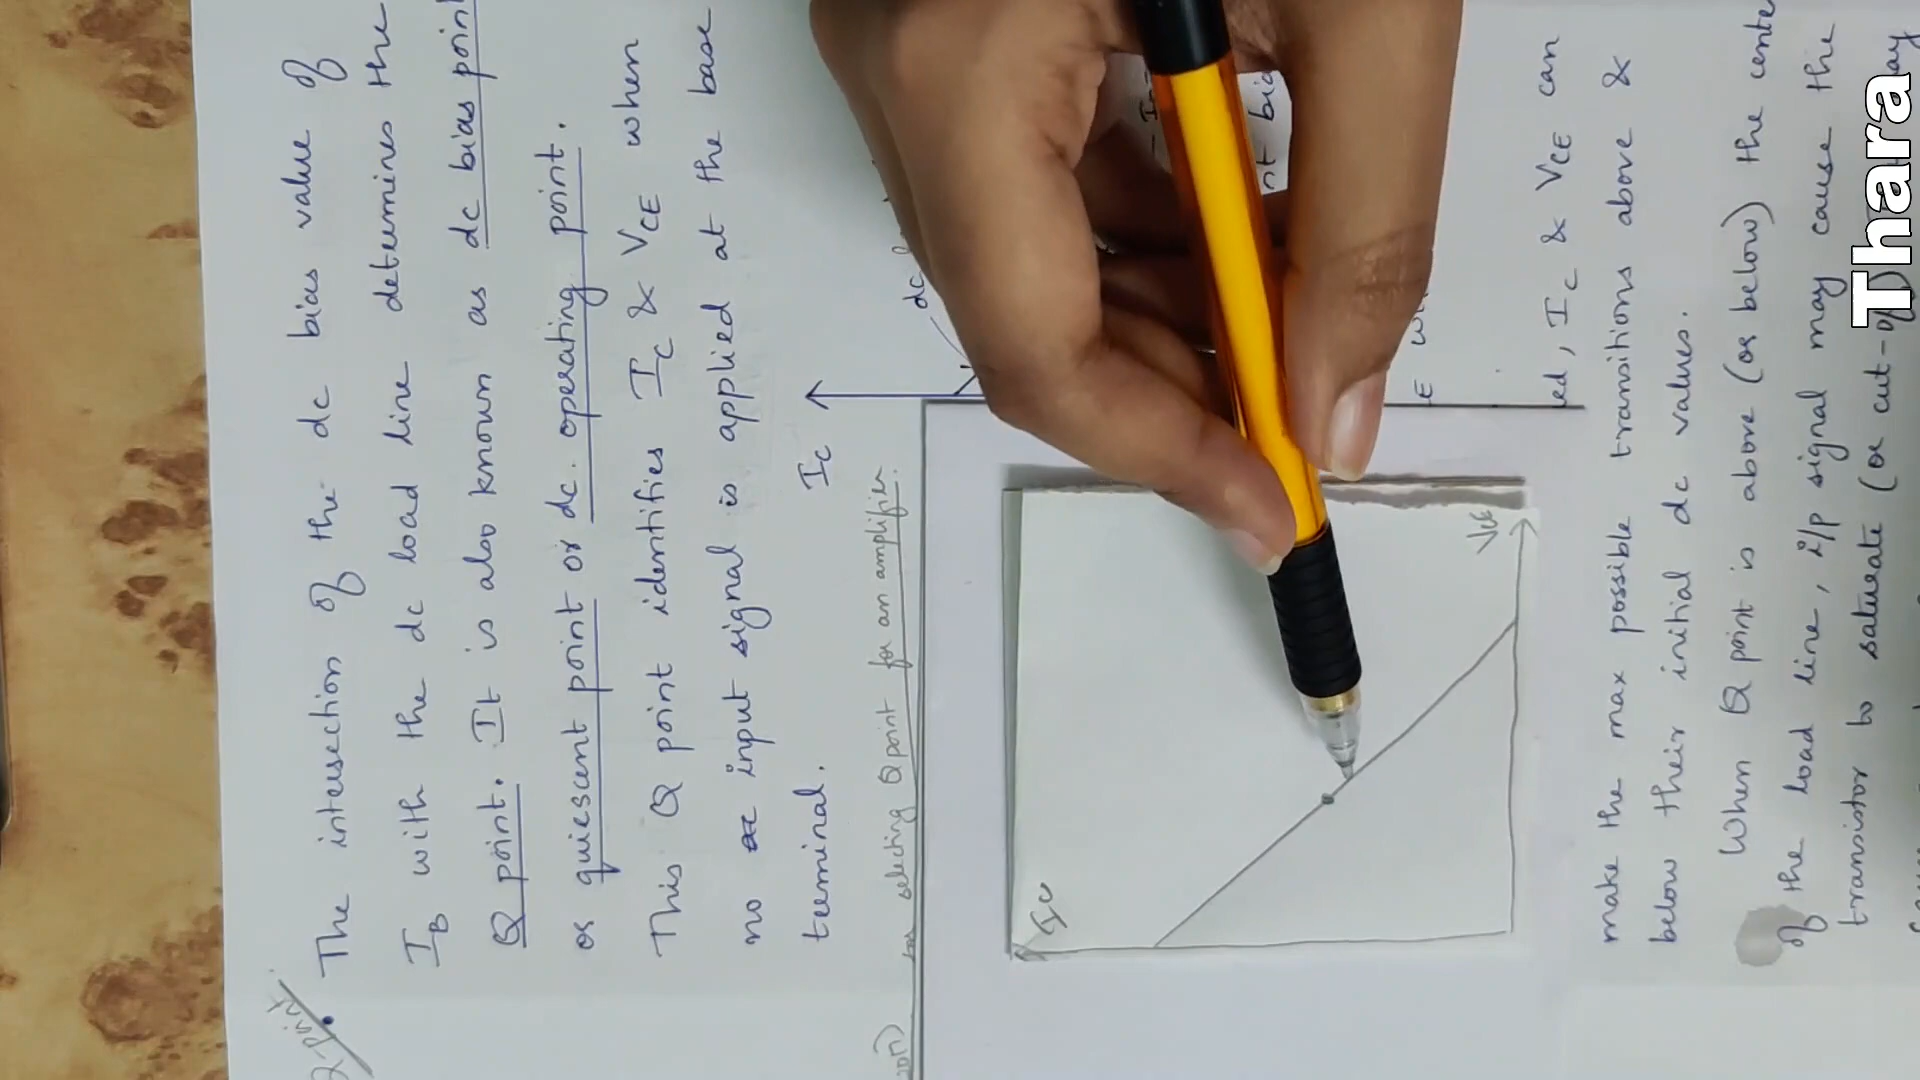 Q-point
• The intersection of the dc bias value of
IB with the dc load line determines the
Q point. It is also known as dc bias point
or quiescent point or dc. operating point.
This Q point identifies IC & VCE when
no ac input signal is applied at the base
terminal.
selecting Q point for an amplifier.
IC
dc
IC
VCE
E
ed, IC & VCE can
make the max possible transitions above &
below their initial dc values.
When Q point is above (or below) the cente
of the load line, i/p signal may cause the
transistor to saturate (or cut-off)
Thara